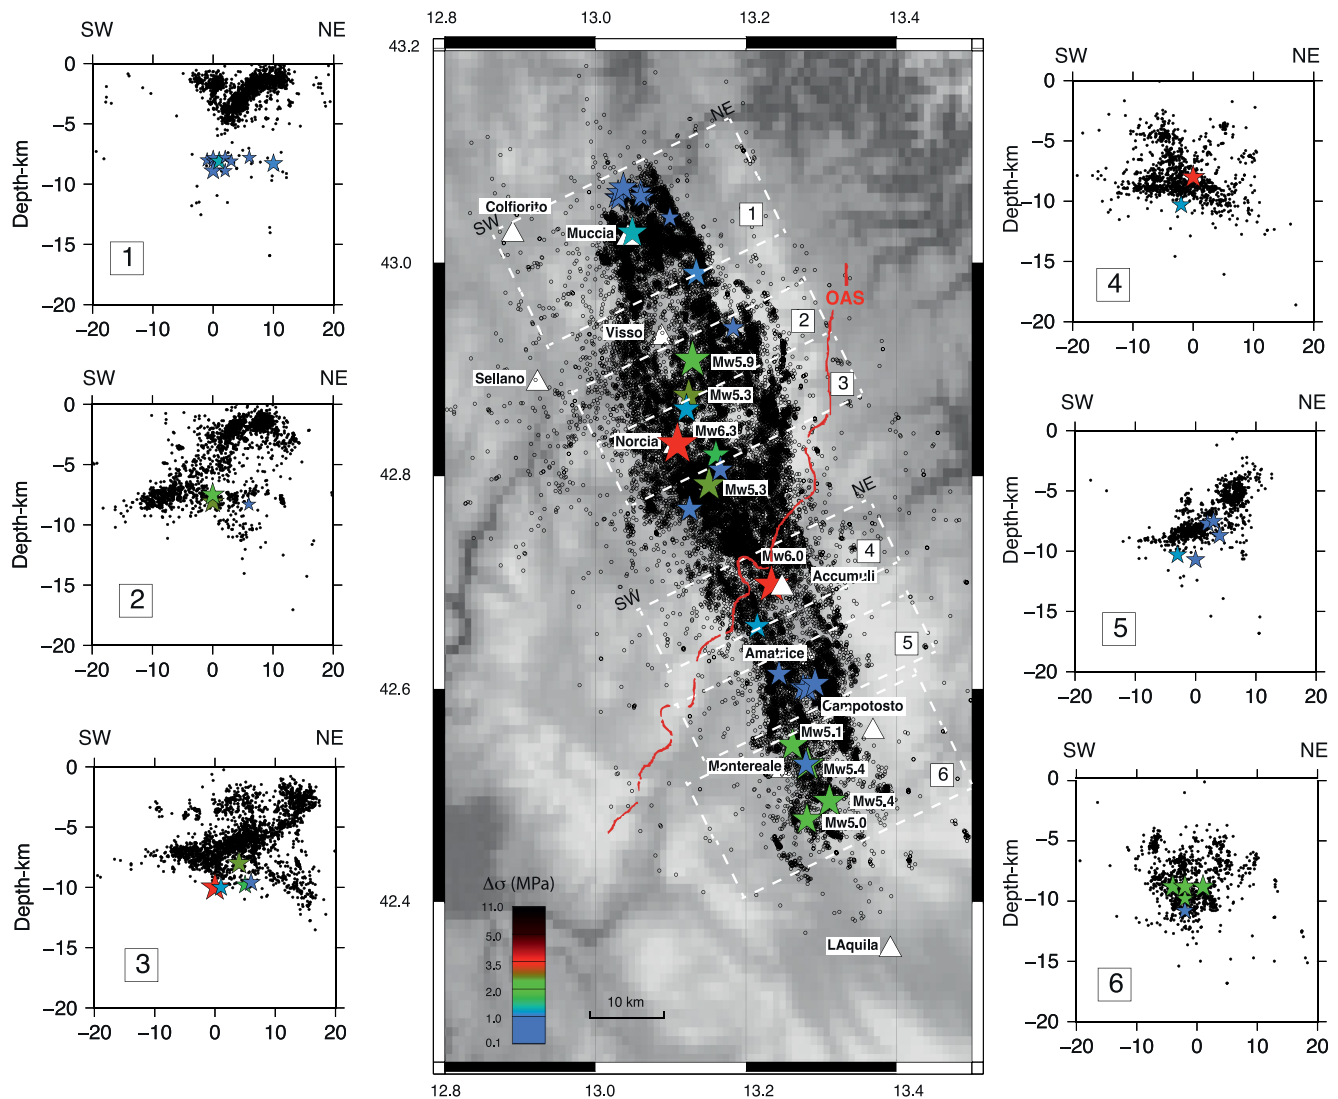 12.8
13.0
13.2
13.4
43.2
43.0
42.8
42.6
42.4
12.8
13.0
13.2
13.4
SW
NE
0
−5
−10
−15
−20
Depth-km
1
−20
−10
0
10
20
SW
NE
0
−5
−10
−15
−20
Depth-km
2
−20
−10
0
10
20
SW
NE
0
−5
−10
−15
−20
Depth-km
3
−20
−10
0
10
20
NE
SW
Colfiorito
1
Muccia
OAS
2
Visso
Mw5.9
Sellano
3
Mw5.3
Norcia
Mw6.3
Mw5.3
NE
4
Mw6.0
Accumuli
SW
5
Amatrice
Campotosto
Mw5.1
Montereale
Mw5.4
6
Mw5.4
Mw5.0
LAquila
Δσ (MPa)
11.0
5.0
3.5
2.0
1.0
0.1
10 km
SW
NE
0
−5
−10
−15
−20
Depth-km
4
−20
−10
0
10
20
SW
NE
0
−5
−10
−15
−20
Depth-km
5
−20
−10
0
10
20
SW
NE
0
−5
−10
−15
−20
Depth-km
6
−20
−10
0
10
20